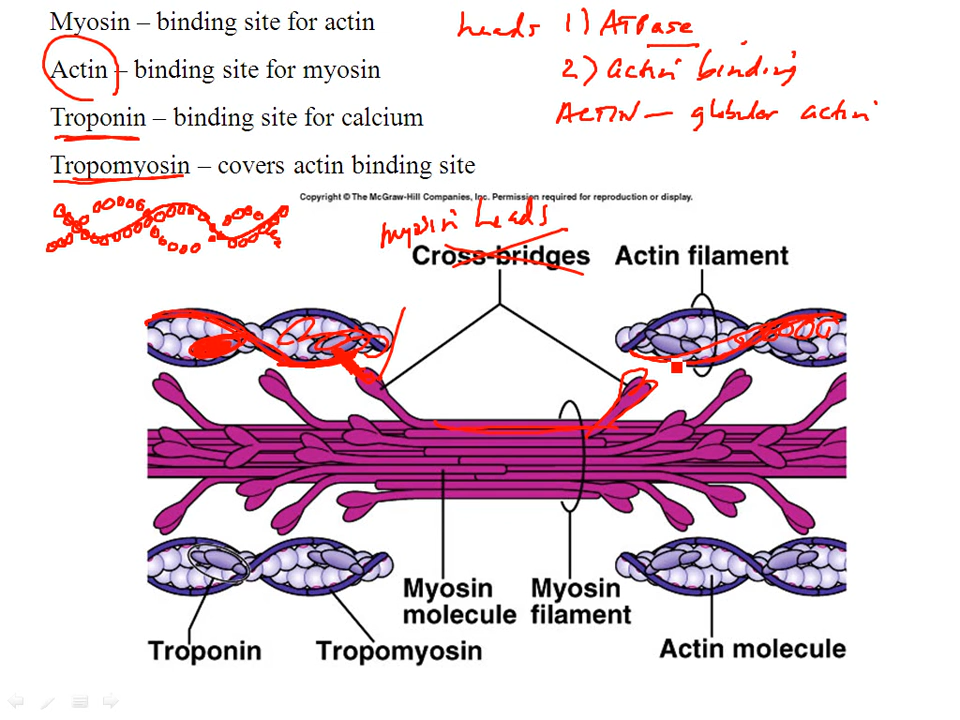 Myosin – binding site for actin
heads 1) ATPase
Actin – binding site for myosin
2) actin binding
Troponin – binding site for calcium
ACTIN – globular actin
Tropomyosin – covers actin binding site
Copyright © The McGraw-Hill Companies, Inc. Permission required for reproduction or display.
myosin heads
Cross-bridges
Actin filament
Myosin molecule
Myosin filament
Troponin
Tropomyosin
Actin molecule